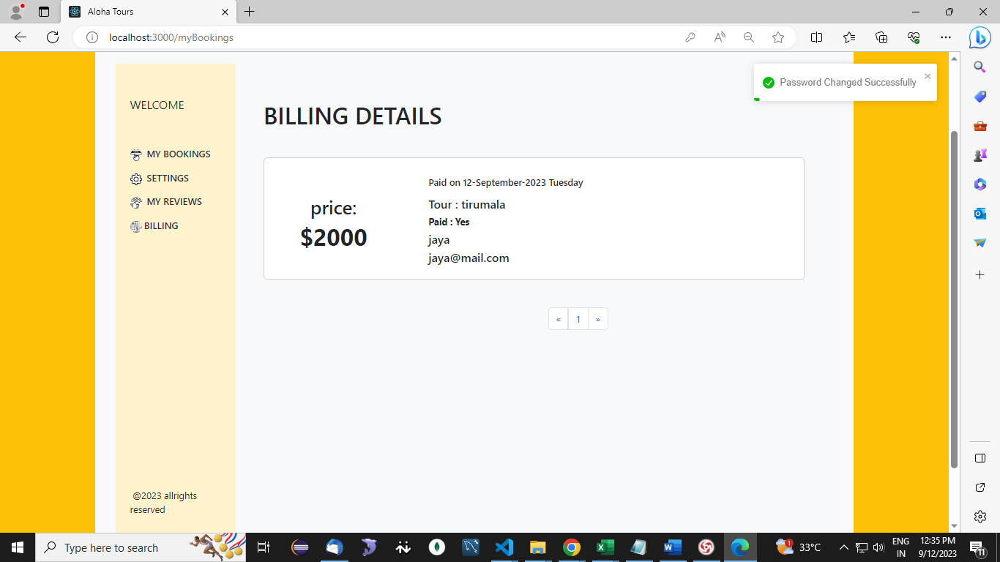 Aloha Tours
localhost:3000/myBookings
Password Changed Successfully
WELCOME
MY BOOKINGS
SETTINGS
MY REVIEWS
BILLING
@2023 allrights
reserved
BILLING DETAILS
price:
$2000
Paid on 12-September-2023 Tuesday
Tour : tirumala
Paid : Yes
jaya
jaya@mail.com
« 1 »
Type here to search
33°C
ENG
IN
12:35 PM
9/12/2023